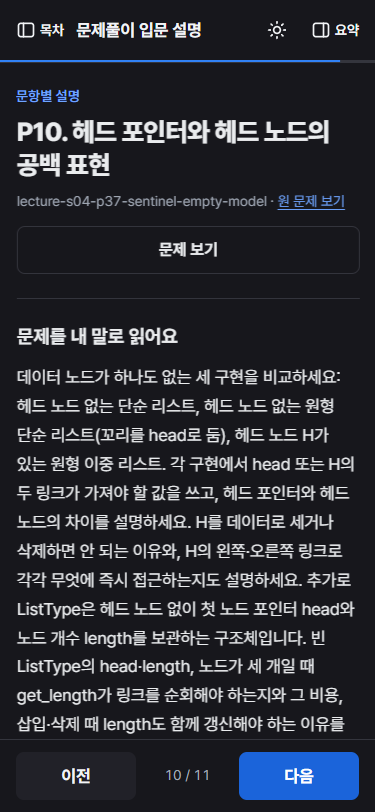 목차 문제풀이 입문 설명 요약
문항별 설명
P10. 헤드 포인터와 헤드 노드의
공백 표현
lecture-s04-p37-sentinel-empty-model · 원 문제 보기
문제 보기
문제를 내 말로 읽어요
데이터 노드가 하나도 없는 세 구현을 비교하세요:
헤드 노드 없는 단순 리스트, 헤드 노드 없는 원형
단순 리스트(꼬리를 head로 둠), 헤드 노드 H가
있는 원형 이중 리스트. 각 구현에서 head 또는 H의
두 링크가 가져야 할 값을 쓰고, 헤드 포인터와 헤드
노드의 차이를 설명하세요. H를 데이터로 세거나
삭제하면 안 되는 이유와, H의 왼쪽·오른쪽 링크로
각각 무엇에 즉시 접근하는지도 설명하세요. 추가로
ListType은 헤드 노드 없이 첫 노드 포인터 head와
노드 개수 length를 보관하는 구조체입니다. 빈
ListType의 head·length, 노드가 세 개일 때
get_length가 링크를 순회해야 하는지와 그 비용,
삽입·삭제 때 length도 함께 갱신해야 하는 이유를
이전 10 / 11 다음